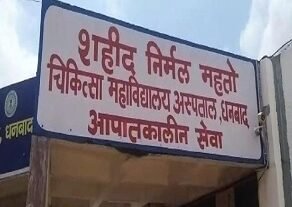 शहीद निर्मल महतो
चिकित्सा महाविद्यालय अस्पताल, धनबाद
आपातकालीन सेवा
धनबाद